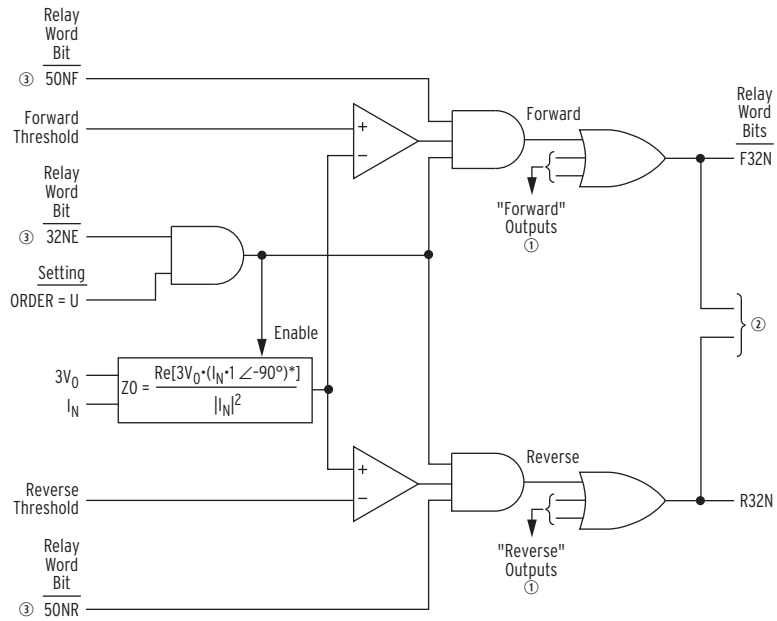 Relay
Word
Bit
③ 50NF
Forward
Threshold
+
−
Forward
"Forward"
Outputs
①
Relay
Word
Bits
F32N
Relay
Word
Bit
③ 32NE
Setting
ORDER = U
Enable
②
3V0
IN
Z0 = Re[3V0•(IN•1 ∠-90°)*]
|IN|2
Reverse
Threshold
+
−
Reverse
"Reverse"
Outputs
①
R32N
Relay
Word
Bit
③ 50NR